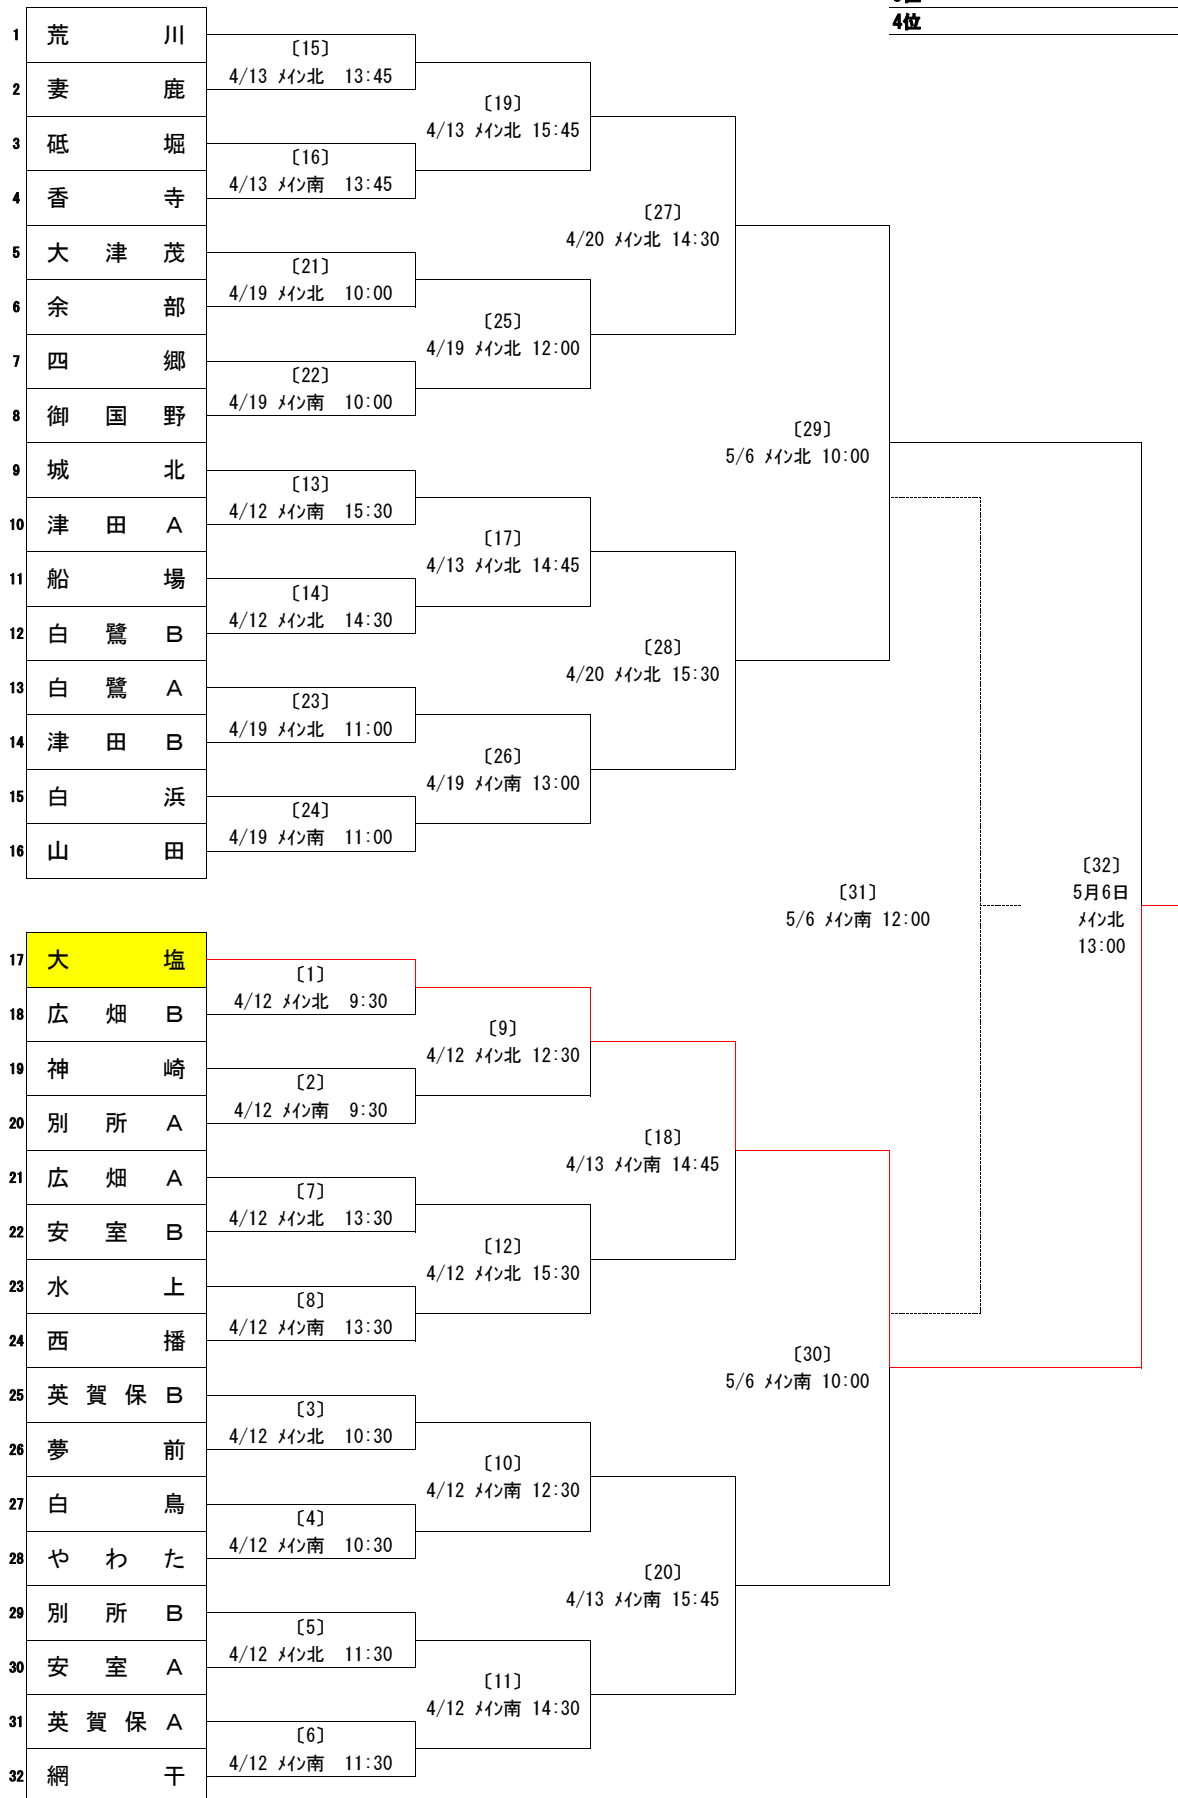 4位
1 荒川
〔15〕
4/13 ﾒｲﾝ北 13:45
2 妻鹿
〔19〕
4/13 ﾒｲﾝ北 15:45
3 砥堀
〔16〕
4/13 ﾒｲﾝ南 13:45
4 香寺
〔27〕
4/20 ﾒｲﾝ北 14:30
5 大津茂
〔21〕
4/19 ﾒｲﾝ北 10:00
6 余部
〔25〕
4/19 ﾒｲﾝ北 12:00
7 四郷
〔22〕
4/19 ﾒｲﾝ南 10:00
8 御国野
〔29〕
5/6 ﾒｲﾝ北 10:00
9 城北
〔13〕
4/12 ﾒｲﾝ南 15:30
10 津田A
〔17〕
4/13 ﾒｲﾝ北 14:45
11 船場
〔14〕
4/12 ﾒｲﾝ北 14:30
12 白鷺B
〔28〕
4/20 ﾒｲﾝ北 15:30
13 白鷺A
〔23〕
4/19 ﾒｲﾝ北 11:00
14 津田B
〔26〕
4/19 ﾒｲﾝ南 13:00
15 白浜
〔24〕
4/19 ﾒｲﾝ南 11:00
16 山田
〔31〕
5/6 ﾒｲﾝ南 12:00
〔32〕
5月6日
ﾒｲﾝ北
13:00
17 大塩
〔1〕
4/12 ﾒｲﾝ北 9:30
18 広畑B
〔9〕
4/12 ﾒｲﾝ北 12:30
19 神崎
〔2〕
4/12 ﾒｲﾝ南 9:30
20 別所A
〔18〕
4/13 ﾒｲﾝ南 14:45
21 広畑A
〔7〕
4/12 ﾒｲﾝ北 13:30
22 安室B
〔12〕
4/12 ﾒｲﾝ北 15:30
23 水上
〔8〕
4/12 ﾒｲﾝ南 13:30
24 西播
〔30〕
5/6 ﾒｲﾝ南 10:00
25 英賀保B
〔3〕
4/12 ﾒｲﾝ北 10:30
26 夢前
〔10〕
4/12 ﾒｲﾝ南 12:30
27 白鳥
〔4〕
4/12 ﾒｲﾝ南 10:30
28 やわた
〔20〕
4/13 ﾒｲﾝ南 15:45
29 別所B
〔5〕
4/12 ﾒｲﾝ北 11:30
30 安室A
〔11〕
4/12 ﾒｲﾝ南 14:30
31 英賀保A
〔6〕
4/12 ﾒｲﾝ南 11:30
32 網干